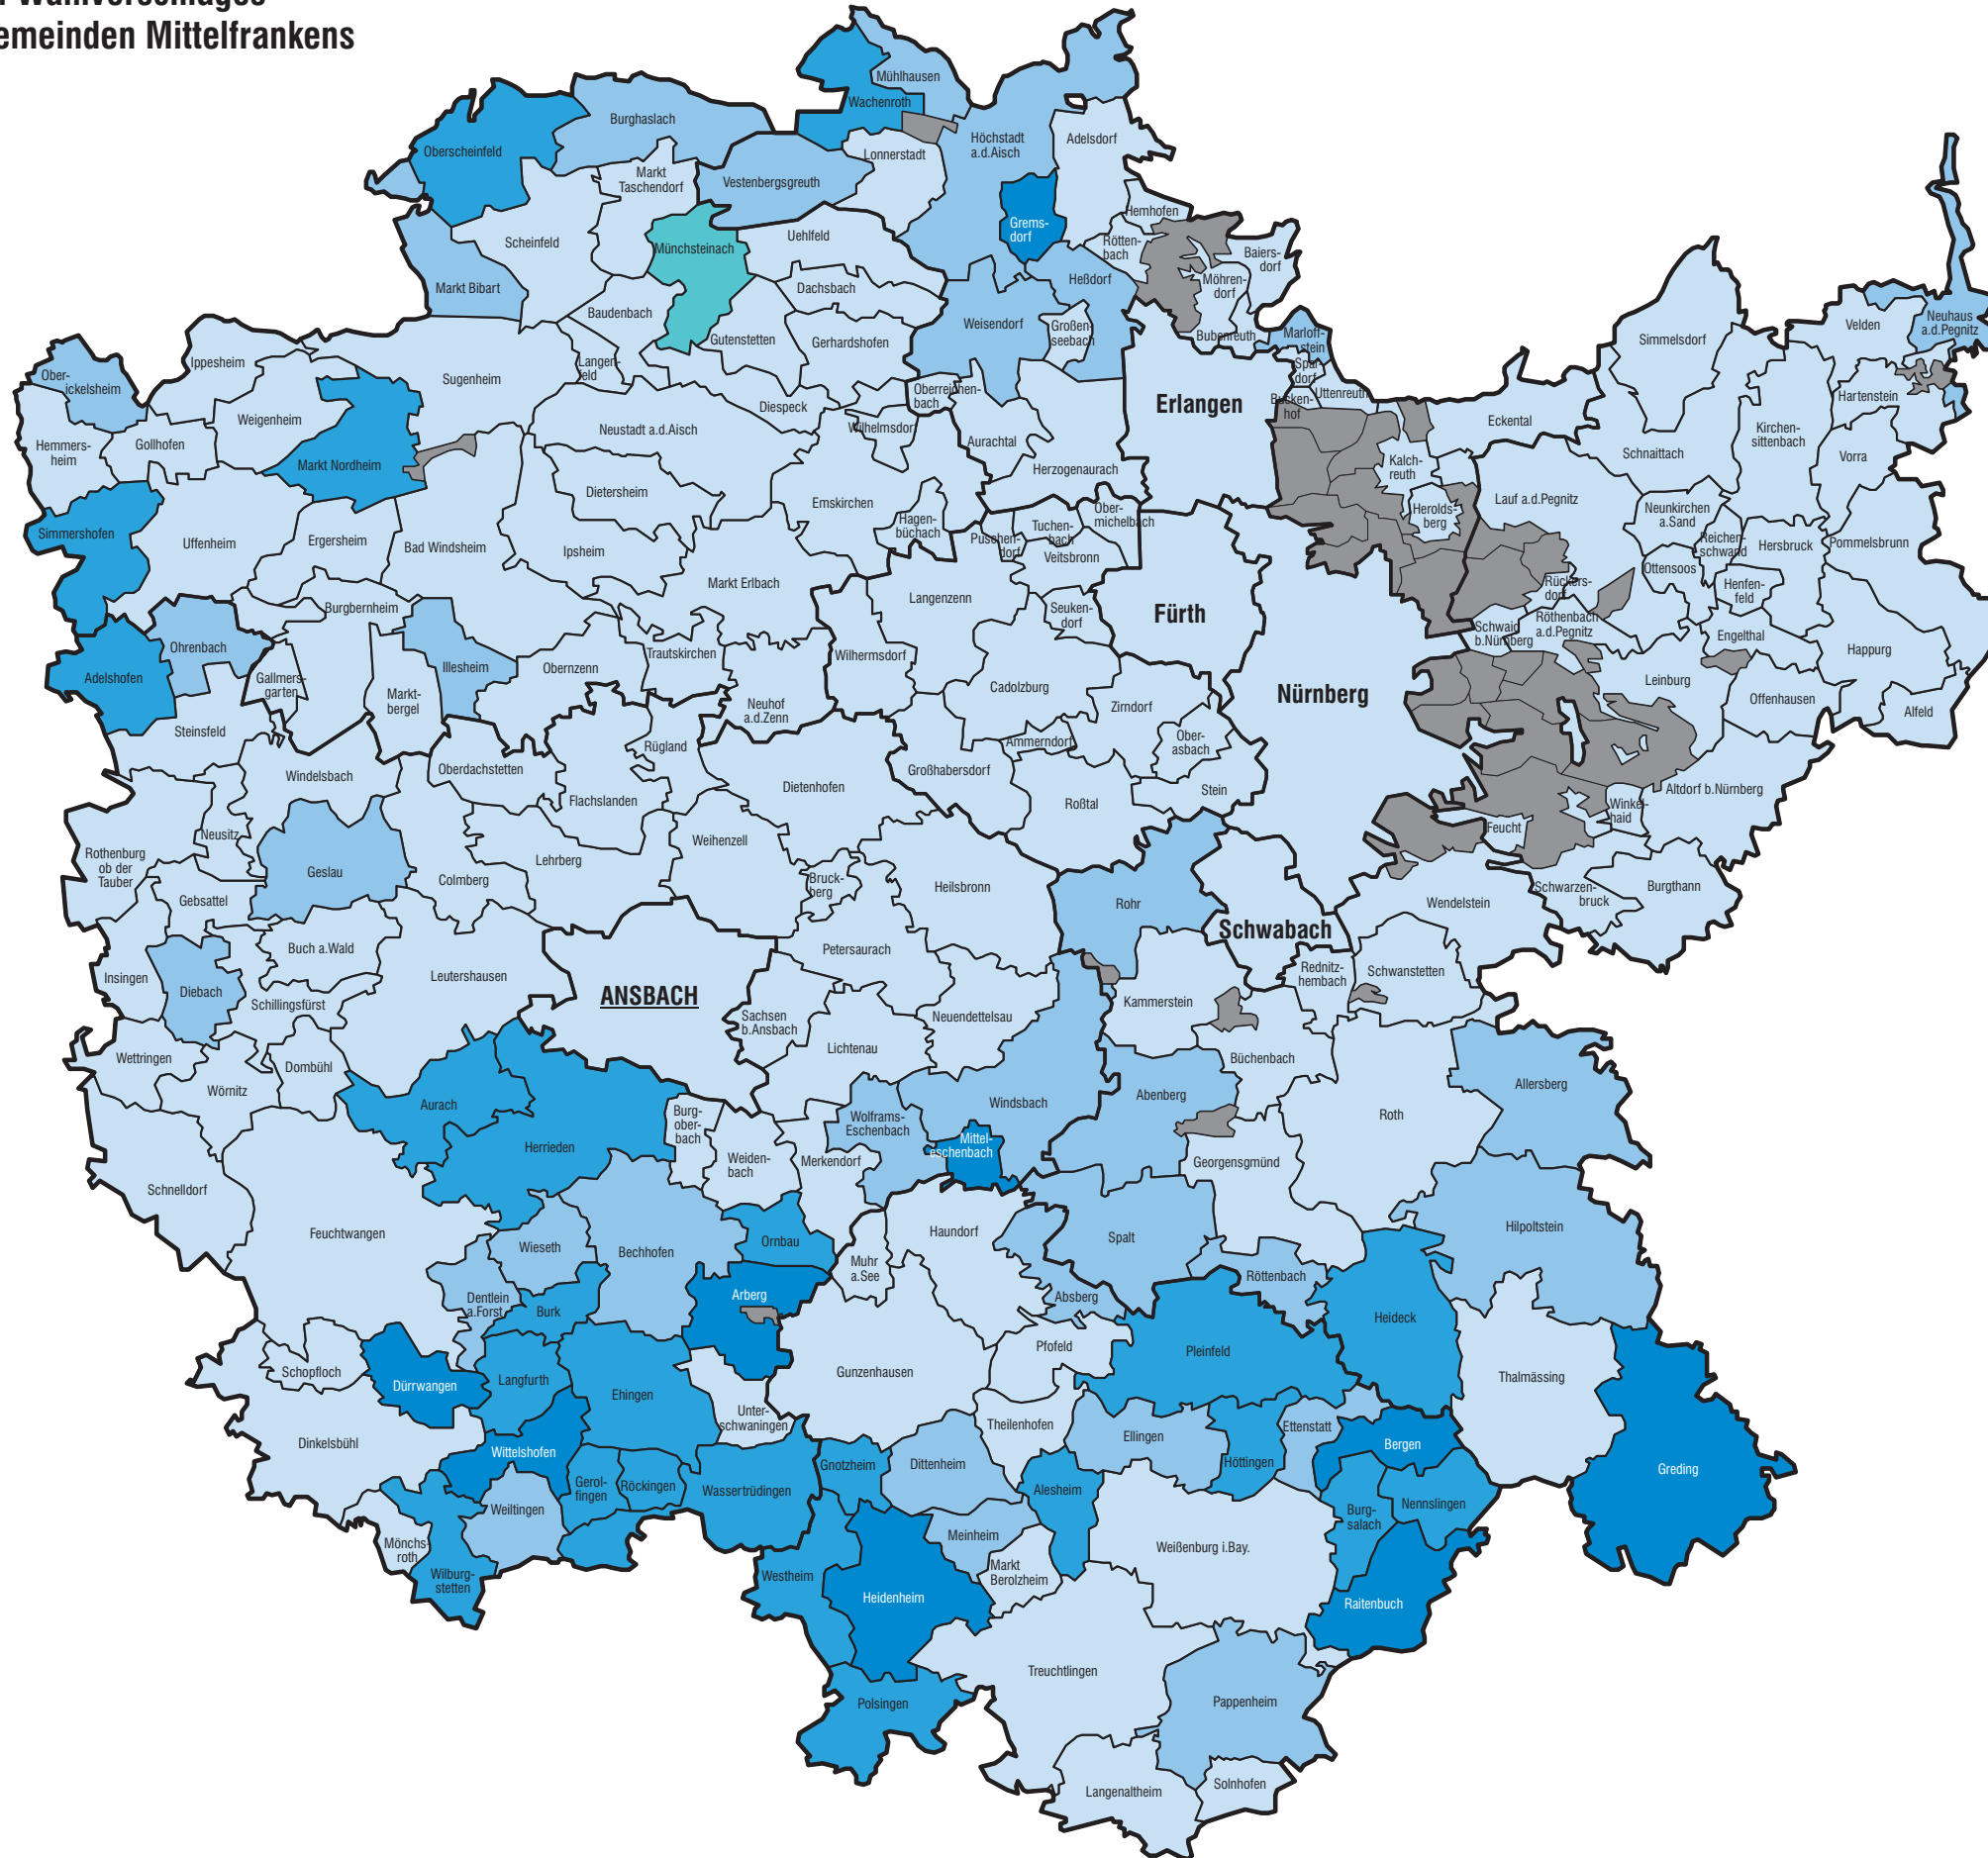 Wahlvorschlages
emeinden Mittelfrankens
Mühlhausen
Wachenroth
Burghaslach
Höchstadt
a.d.Aisch
Adelsdorf
Oberscheinfeld
Lonnerstadt
Markt
Taschendorf
Vestenbergsgreuth
Hemhofen
Grems-
dorf
Uehlfeld
Scheinfeld
Münchsteinach
Rötten-
bach
Baiers-
dorf
Heßdorf
Möhren-
dorf
Markt Bibart
Dachsbach
Baudenbach
Weisendorf
Großen-
seebach
Bubenreuth
Marloff-
stein
Velden
Neuhaus
a.d.Pegnitz
Gutenstetten
Gerhardshofen
Simmelsdorf
Ippesheim
Langen-
feld
Spar-
dorf
Ober-
ickelsheim
Sugenheim
Oberreichen-
bach
Uttenreuth
Hartenstein
Erlangen
Bucken-
hof
Diespeck
Weigenheim
Eckental
Neustadt a.d.Aisch
Wilhelmsdorf
Kirchen-
sittenbach
Hemmers-
heim
Gollhofen
Aurachtal
Schnaittach
Vorra
Markt Nordheim
Herzogenaurach
Kalch-
reuth
Dietersheim
Emskirchen
Lauf a.d.Pegnitz
Herolds-
berg
Neunkirchen
a.Sand
Ober-
michelbach
Hagen-
büchach
Tuchen-
bach
Simmershofen
Uffenheim
Ergersheim
Bad Windsheim
Ipsheim
Puschen-
dorf
Veitsbronn
Reichen-
schwand
Hersbruck
Pommelsbrunn
Ottensoos
Markt Erlbach
Rückers-
dorf
Henfen-
feld
Langenzenn
Burgbernheim
Seuken-
dorf
Fürth
Röthenbach
a.d.Pegnitz
Schwaig
b.Nürnberg
Engelthal
Ohrenbach
Happurg
Trautskirchen
Wilhermsdorf
Illesheim
Obernzenn
Adelshofen
Gallmers-
garten
Leinburg
Cadolzburg
Nürnberg
Markt-
bergel
Zirndorf
Offenhausen
Alfeld
Neuhof
a.d.Zenn
Steinsfeld
Rügland
Ammerndorf
Ober-
asbach
Oberdachstetten
Großhabersdorf
Windelsbach
Dietenhofen
Stein
Altdorf b.Nürnberg
Flachslanden
Roßtal
Winkel-
haid
Feucht
Neusitz
Weihenzell
Rothenburg
ob der
Tauber
Lehrberg
Geslau
Colmberg
Bruck-
berg
Heilsbronn
Schwarzen-
bruck
Burgthann
Gebsattel
Rohr
Wendelstein
Schwabach
Buch a.Wald
Petersaurach
Insingen
Leutershausen
Rednitz-
hembach
Schwanstetten
Diebach
ANSBACH
Schillingsfürst
Kammerstein
Sachsen
b.Ansbach
Neuendettelsau
Lichtenau
Wettringen
Dombühl
Büchenbach
Wörnitz
Allersberg
Abenberg
Aurach
Windsbach
Roth
Burg-
ober-
bach
Wolframs-
Eschenbach
Herrieden
Mittel-
eschenbach
Weiden-
bach
Merkendorf
Georgensgmünd
Schnelldorf
Feuchtwangen
Haundorf
Hilpoltstein
Wieseth
Bechhofen
Ornbau
Spalt
Muhr
a.See
Röttenbach
Dentlein
a.Forst
Burk
Arberg
Absberg
Heideck
Pfofeld
Pleinfeld
Schopfloch
Gunzenhausen
Thalmässing
Dürrwangen
Langfurth
Ehingen
Unter-
schwaningen
Theilenhofen
Ettenstatt
Dinkelsbühl
Ellingen
Bergen
Wittelshofen
Gnotzheim
Dittenheim
Höttingen
Greding
Gerol-
fingen
Röckingen
Wassertrüdingen
Alesheim
Weiltingen
Nennslingen
Burg-
salach
Meinheim
Mönchs-
roth
Weißenburg i.Bay.
Markt
Berolzheim
Wilburg-
stetten
Westheim
Heidenheim
Raitenbuch
Treuchtlingen
Polsingen
Pappenheim
Langenaltheim
Solnhofen